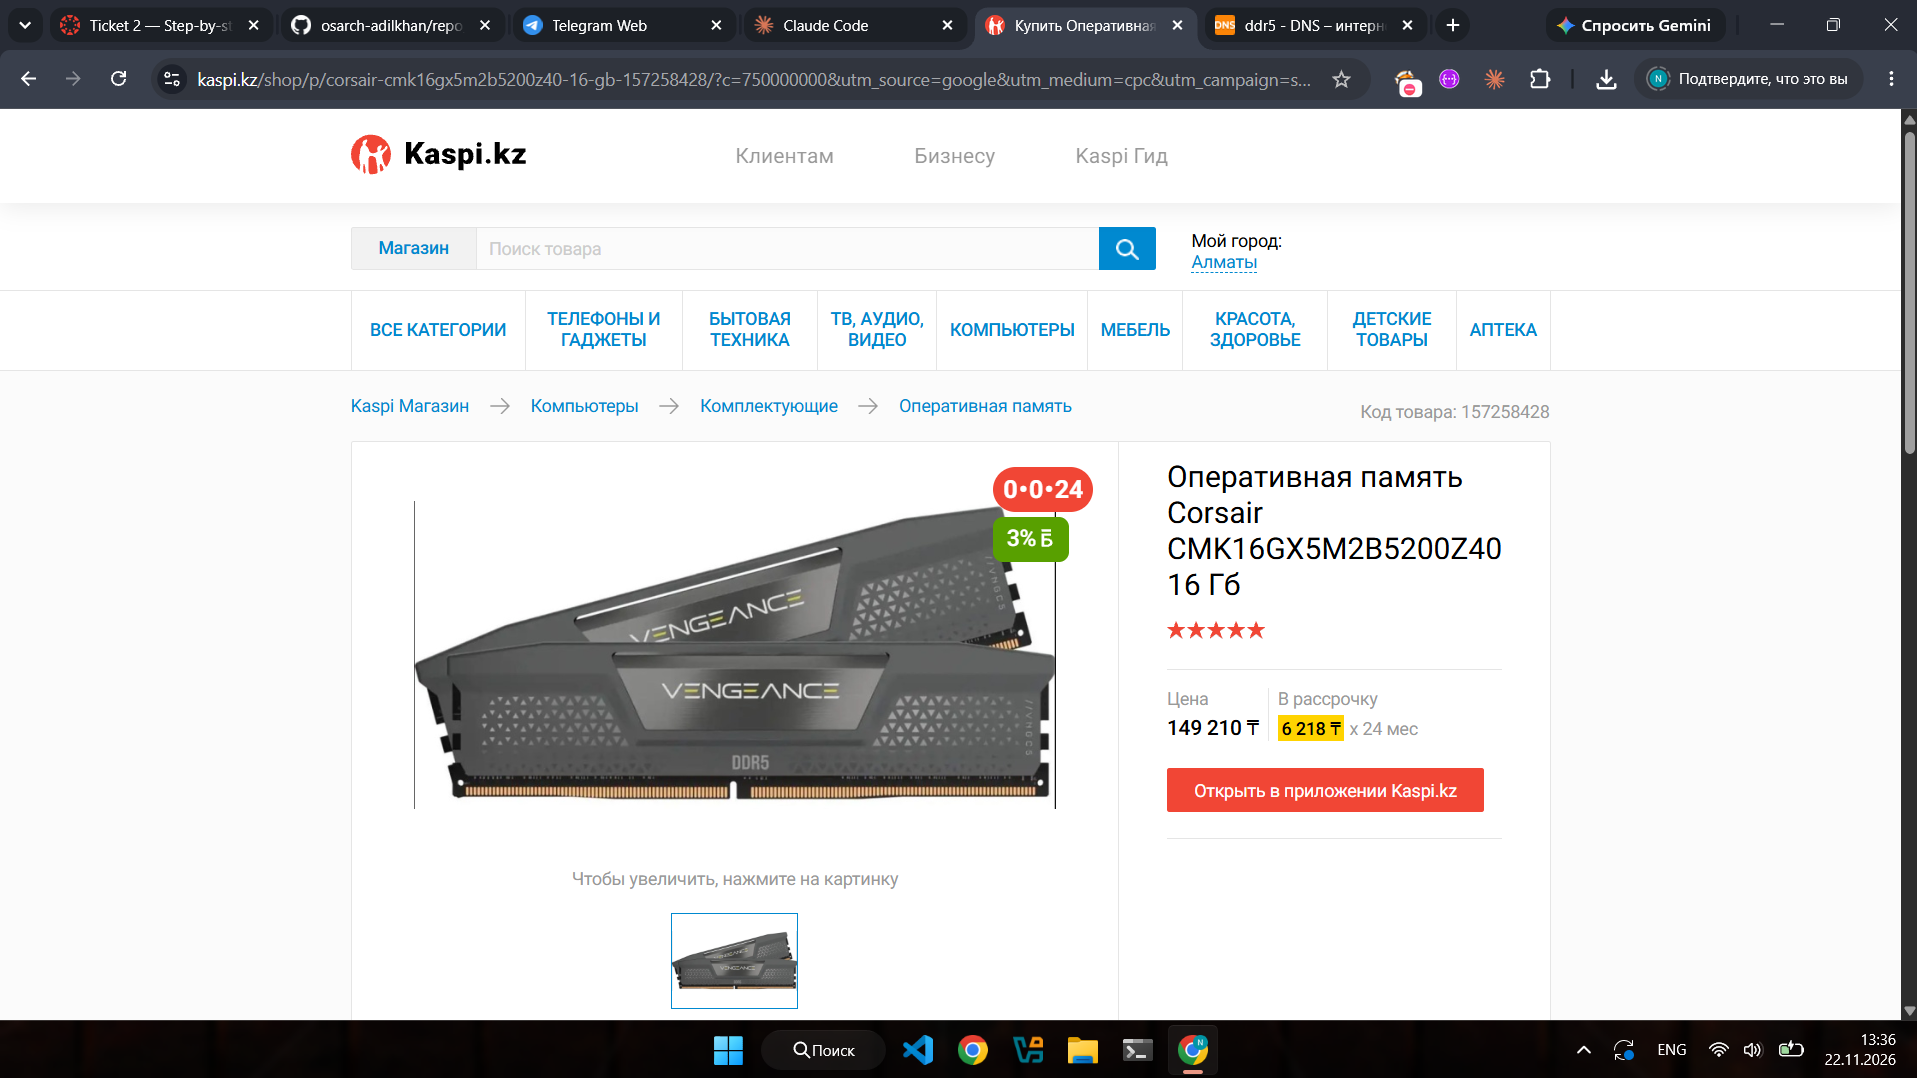 Ticket 2 — Step-by-st
osarch-adilkhan/repo
Telegram Web
Claude Code
Купить Оперативная
DNS
ddr5 - DNS – интерн
Спросить Gemini
kaspi.kz/shop/p/corsair-cmk16gx5m2b5200z40-16-gb-157258428/?c=750000000&utm_source=google&utm_medium=cpc&utm_campaign=s...
N
Подтвердите, что это вы
Kaspi.kz
Клиентам
Бизнесу
Kaspi Гид
Магазин
Поиск товара
Мой город:
Алматы
ВСЕ КАТЕГОРИИ
ТЕЛЕФОНЫ И
ГАДЖЕТЫ
БЫТОВАЯ
ТЕХНИКА
ТВ, АУДИО,
ВИДЕО
КОМПЬЮТЕРЫ
МЕБЕЛЬ
КРАСОТА,
ЗДОРОВЬЕ
ДЕТСКИЕ
ТОВАРЫ
АПТЕКА
Kaspi Магазин
Компьютеры
Комплектующие
Оперативная память
Код товара: 157258428
0•0•24
3% Б
VENGEANCE
//VHGCS
VENGEANCE
//VHGCS
DDR5
Чтобы увеличить, нажмите на картинку
VENGEANCE
Оперативная память
Corsair
CMK16GX5M2B5200Z40
16 Гб
Цена
149 210 ₸
В рассрочку
6 218 ₸ x 24 мес
Открыть в приложении Kaspi.kz
Поиск
N
ENG
13:36
22.11.2026